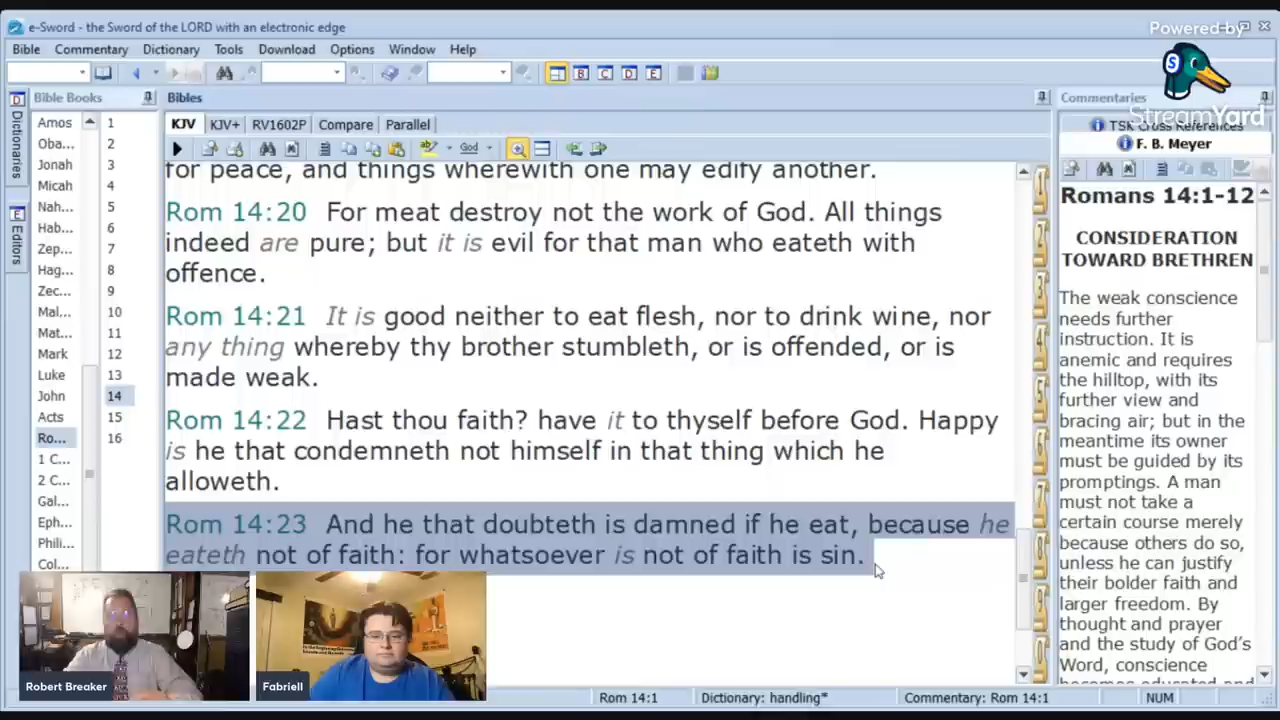 e-Sword - the Sword of the LORD with an electronic edge
Powered by
StreamYard
Bible Commentary Dictionary Tools Download Options Window Help
B C D E
D Dictionaries
E Editors
Bible Books
Amos
Oba...
Jonah
Micah
Nah...
Hab...
Zep...
Hag...
Zec...
Mal...
Mat...
Mark
Luke
John
Acts
Ro...
1 C...
2 C...
Gal...
Eph...
Phili...
Col...
1
2
3
4
5
6
7
8
9
10
11
12
13
14
15
16
Bibles
KJV KJV+ RV1602P Compare Parallel
God
for peace, and things wherewith one may edify another.
Rom 14:20 For meat destroy not the work of God. All things
indeed are pure; but it is evil for that man who eateth with
offence.
Rom 14:21 It is good neither to eat flesh, nor to drink wine, nor
any thing whereby thy brother stumbleth, or is offended, or is
made weak.
Rom 14:22 Hast thou faith? have it to thyself before God. Happy
is he that condemneth not himself in that thing which he
alloweth.
Rom 14:23 And he that doubteth is damned if he eat, because he
eateth not of faith: for whatsoever is not of faith is sin.
Commentaries
TSK Cross References
F. B. Meyer
Romans 14:1-12
CONSIDERATION
TOWARD BRETHREN
The weak conscience
needs further
instruction. It is
anemic and requires
the hilltop, with its
further view and
bracing air; but in the
meantime its owner
must be guided by its
promptings. A man
must not take a
certain course merely
because others do so,
unless he can justify
their bolder faith and
larger freedom. By
thought and prayer
and the study of God's
Word, conscience
becomes educated and
Robert Breaker
Fabriell
Rom 14:1 Dictionary: handling* Commentary: Rom 14:1 NUM